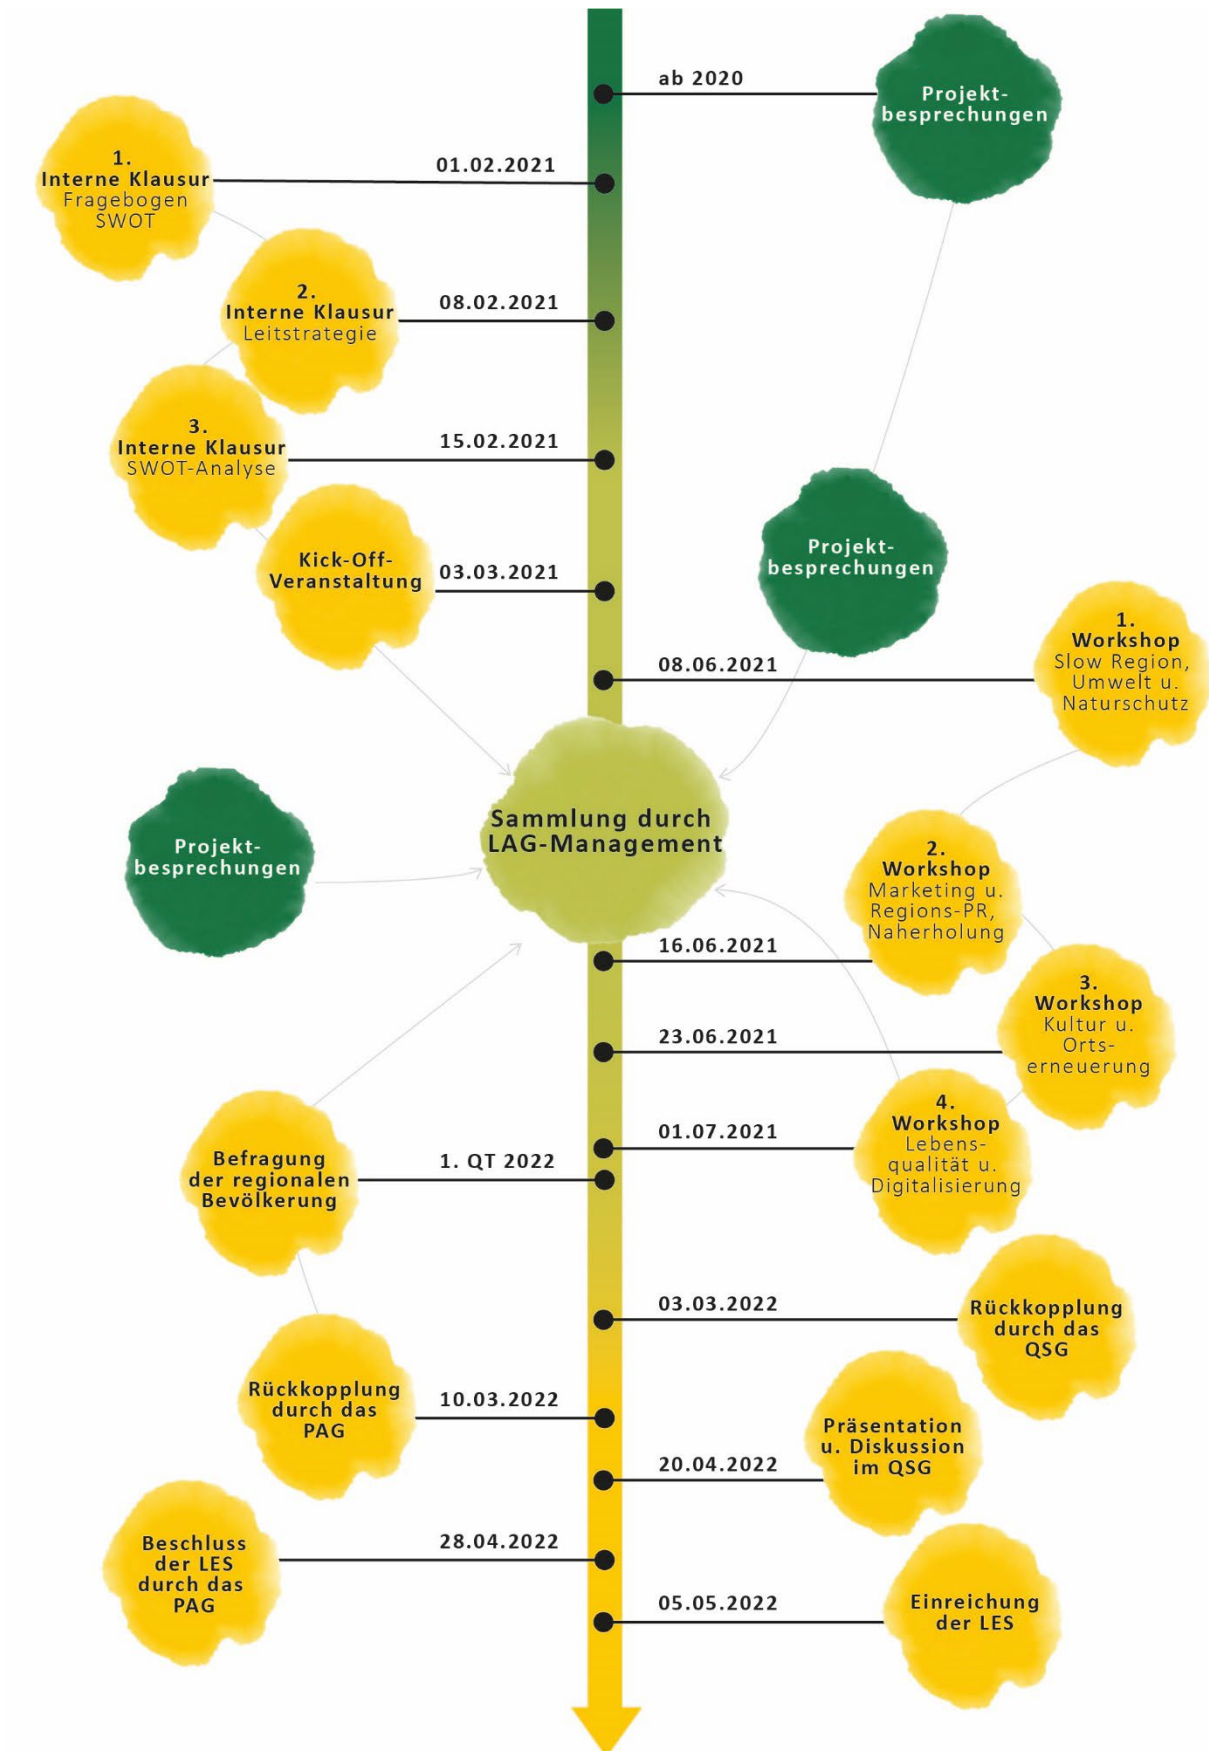 ab 2020
Projekt-
besprechungen
1.
Interne Klausur
Fragebogen
SWOT
01.02.2021
2.
Interne Klausur
Leitstrategie
08.02.2021
3.
Interne Klausur
SWOT-Analyse
15.02.2021
Kick-Off-
Veranstaltung
03.03.2021
Projekt-
besprechungen
08.06.2021
1.
Workshop
Slow Region,
Umwelt u.
Naturschutz
Sammlung durch
LAG-Management
Projekt-
besprechungen
2.
Workshop
Marketing u.
Regions-PR,
Naherholung
16.06.2021
23.06.2021
3.
Workshop
Kultur u.
Orts-
erneuerung
01.07.2021
4.
Workshop
Lebens-
qualität u.
Digitalisierung
Befragung
der regionalen
Bevölkerung
1. QT 2022
03.03.2022
Rückkopplung
durch das
QSG
Rückkopplung
durch das
PAG
10.03.2022
20.04.2022
Präsentation
u. Diskussion
im QSG
Beschluss
der LES
durch das
PAG
28.04.2022
05.05.2022
Einreichung
der LES